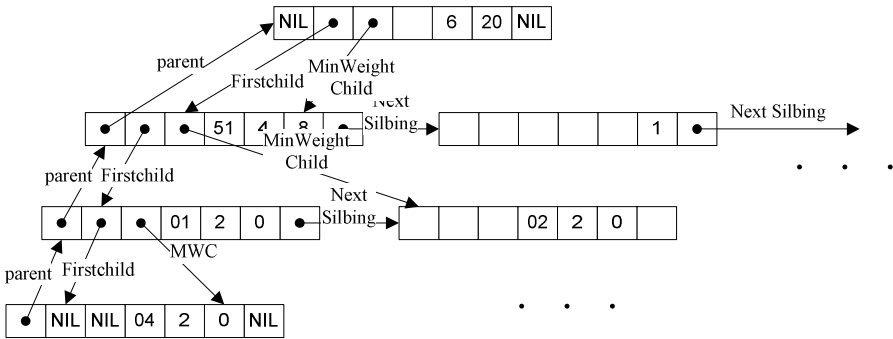 NIL 6 20 NIL
parent
Firstchild
MinWeight
Child
Next
Silbing
51 4 8
1
Next Silbing
MinWeight
Child
parent
Firstchild
Next
Silbing
01 2 0
02 2 0
MWC
parent
Firstchild
NIL NIL 04 2 0 NIL